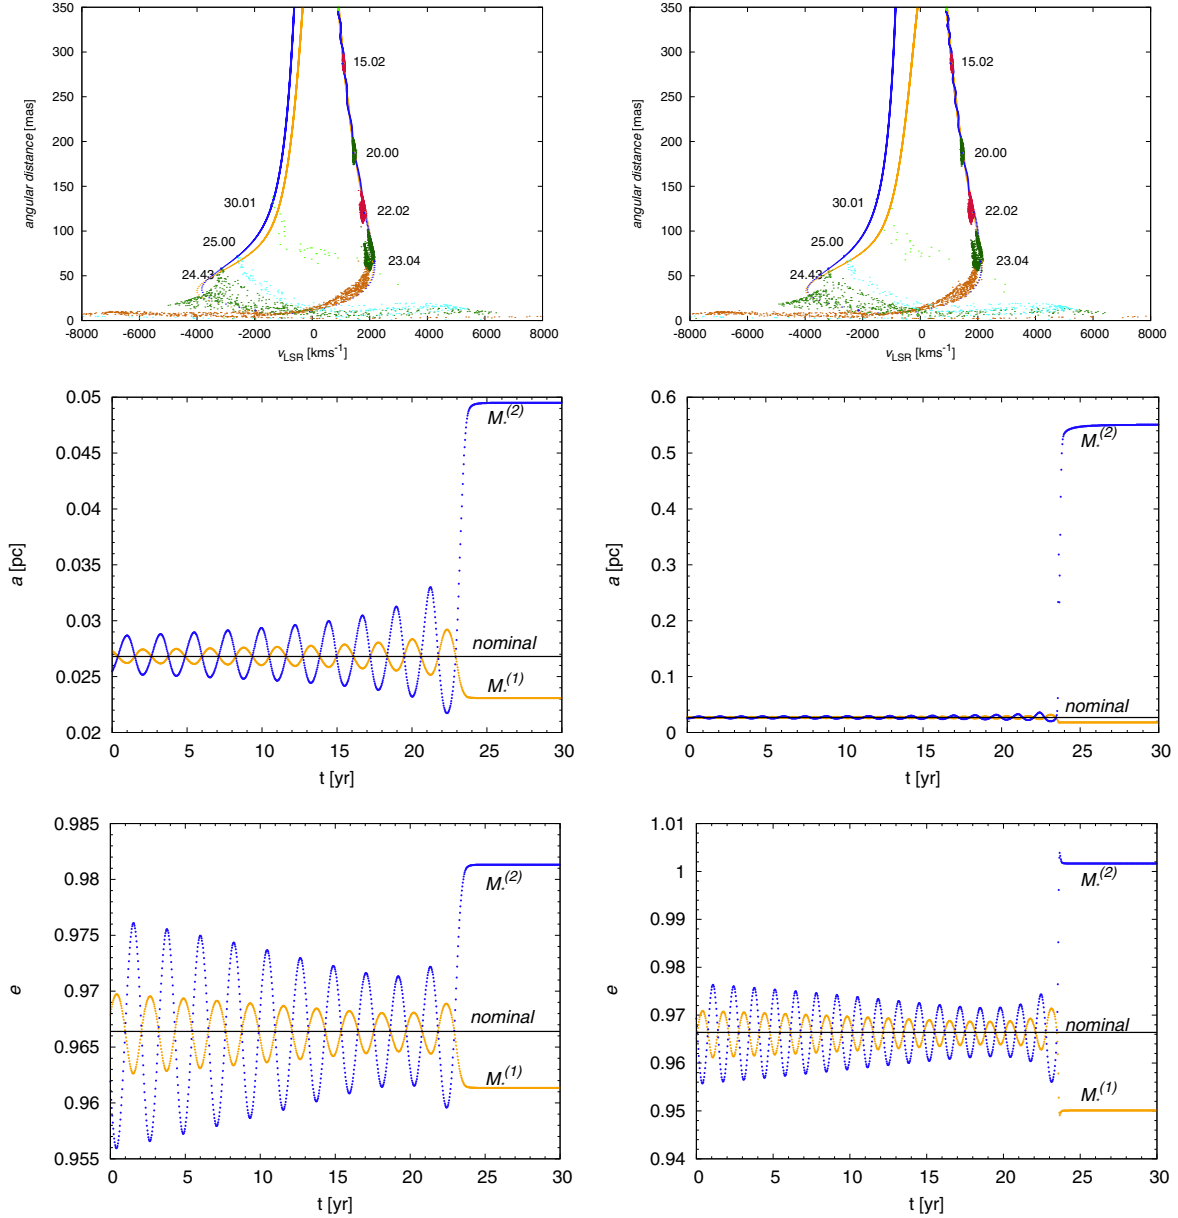 350
300
250
200
150
100
50
0
angular distance [mas]
15.02
20.00
22.02
23.04
30.01
25.00
24.43
-8000 -6000 -4000 -2000 0 2000 4000 6000 8000
vLSR [kms-1]
350
300
250
200
150
100
50
0
angular distance [mas]
15.02
20.00
22.02
23.04
30.01
25.00
24.43
-8000 -6000 -4000 -2000 0 2000 4000 6000 8000
vLSR [kms-1]
0.05
0.045
0.04
0.035
0.03
0.025
0.02
a [pc]
M.(2)
nominal
M.(1)
0 5 10 15 20 25 30
t [yr]
0.6
0.5
0.4
0.3
0.2
0.1
0
a [pc]
M.(2)
nominal
M.(1)
0 5 10 15 20 25 30
t [yr]
0.985
0.98
0.975
0.97
0.965
0.96
0.955
e
M.(2)
nominal
M.(1)
0 5 10 15 20 25 30
t [yr]
1.01
1
0.99
0.98
0.97
0.96
0.95
0.94
e
M.(2)
nominal
M.(1)
0 5 10 15 20 25 30
t [yr]